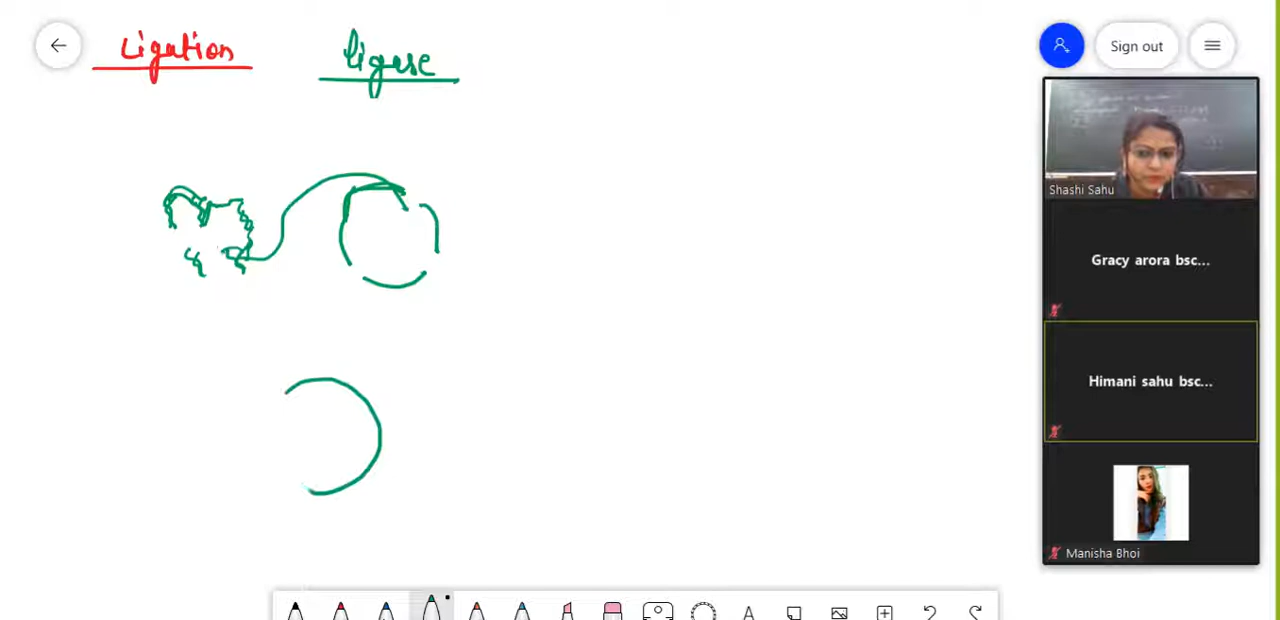 Ligation ligase
Sign out
Shashi Sahu
Gracy arora bsc...
Himani sahu bsc...
Manisha Bhoi
A